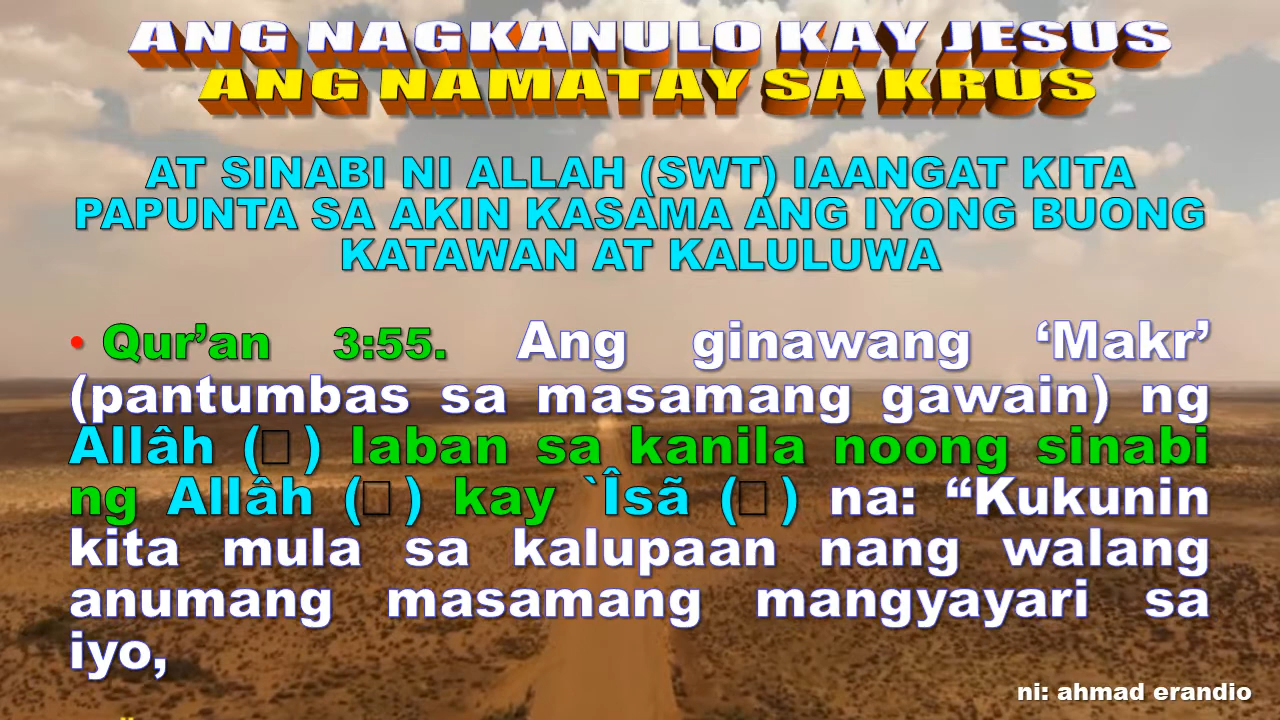 ANG NAGKANULO KAY JESUS
ANG NAMATAY SA KRUS
AT SINABI NI ALLAH (SWT) IAANGAT KITA
PAPUNTA SA AKIN KASAMA ANG IYONG BUONG
KATAWAN AT KALULUWA
• Qur’an 3:55. Ang ginawang ‘Makr’
(pantumbas sa masamang gawain) ng
Allâh (□) laban sa kanila noong sinabi
ng Allâh (□) kay `Îsã (□) na: “Kukunin
kita mula sa kalupaan nang walang
anumang masamang mangyayari sa
iyo,
ni: ahmad erandio